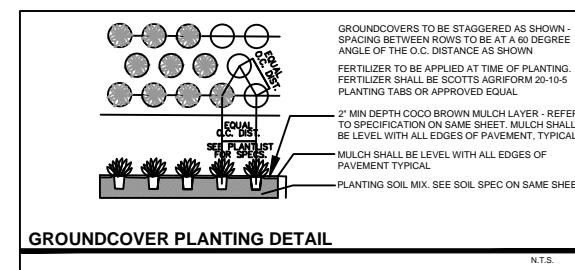 GROUNDCOVERS TO BE STAGGERED AS SHOWN -
SPACING BETWEEN ROWS TO BE AT A 60 DEGREE
ANGLE OF THE O.C. DISTANCE AS SHOWN
FERTILIZER TO BE APPLIED AT TIME OF PLANTING.
FERTILIZER SHALL BE SCOTTS AGRIFORM 20-10-5
PLANTING TABS OR APPROVED EQUAL
EQUAL
O.C. DIST.
2" MIN DEPTH COCO BROWN MULCH LAYER - REFER
TO SPECIFICATION ON SAME SHEET. MULCH SHALL
BE LEVEL WITH ALL EDGES OF PAVEMENT, TYPICAL
EQUAL
O.C. DIST.
SEE PLANTLIST
FOR SPECS.
MULCH SHALL BE LEVEL WITH ALL EDGES OF
PAVEMENT TYPICAL
PLANTING SOIL MIX. SEE SOIL SPEC ON SAME SHEE
GROUNDCOVER PLANTING DETAIL
N.T.S.